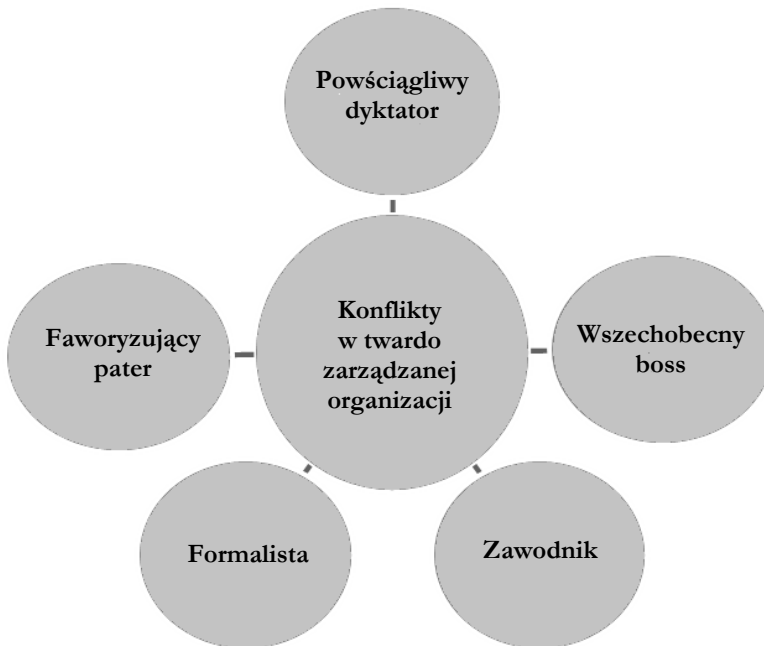 Powściągliwy
dyktator
Konflikty
w twardo
zarządzanej
organizacji
Wszechobecny
boss
Faworyzujący
pater
Formalista
Zawodnik